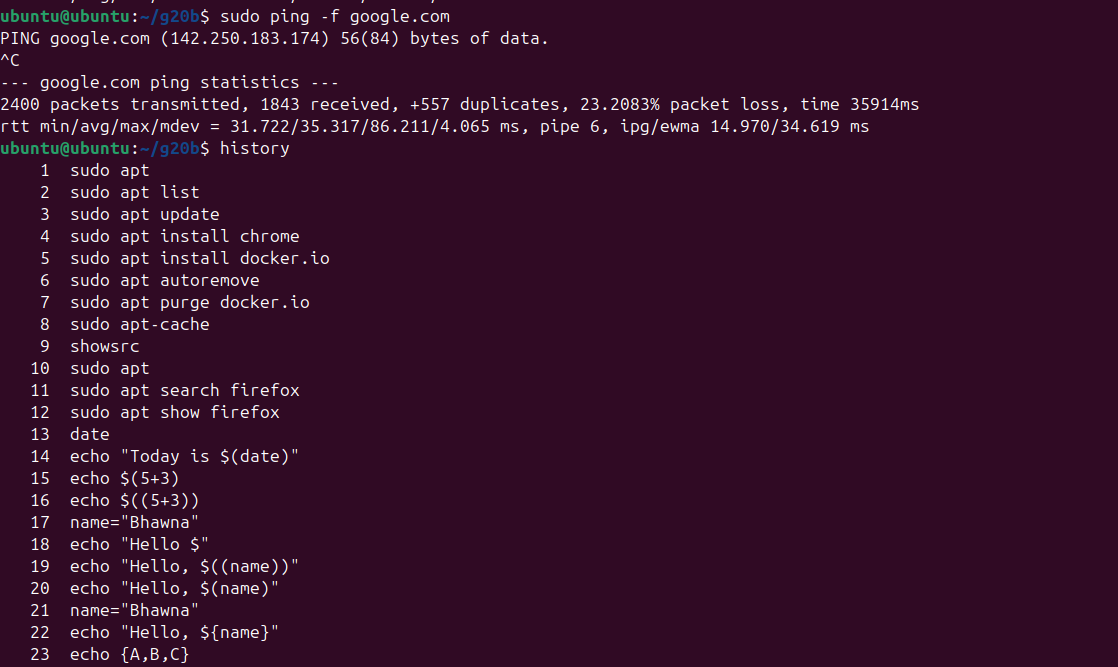 ubuntu@ubuntu:~/g20b$ sudo ping -f google.com
PING google.com (142.250.183.174) 56(84) bytes of data.
^C
--- google.com ping statistics ---
2400 packets transmitted, 1843 received, +557 duplicates, 23.2083% packet loss, time 35914ms
rtt min/avg/max/mdev = 31.722/35.317/86.211/4.065 ms, pipe 6, ipg/ewma 14.970/34.619 ms
ubuntu@ubuntu:~/g20b$ history
1 sudo apt
2 sudo apt list
3 sudo apt update
4 sudo apt install chrome
5 sudo apt install docker.io
6 sudo apt autoremove
7 sudo apt purge docker.io
8 sudo apt-cache
9 showsrc
10 sudo apt
11 sudo apt search firefox
12 sudo apt show firefox
13 date
14 echo "Today is $(date)"
15 echo $(5+3)
16 echo $((5+3))
17 name="Bhawna"
18 echo "Hello $"
19 echo "Hello, $((name))"
20 echo "Hello, $(name)"
21 name="Bhawna"
22 echo "Hello, ${name}"
23 echo {A,B,C}